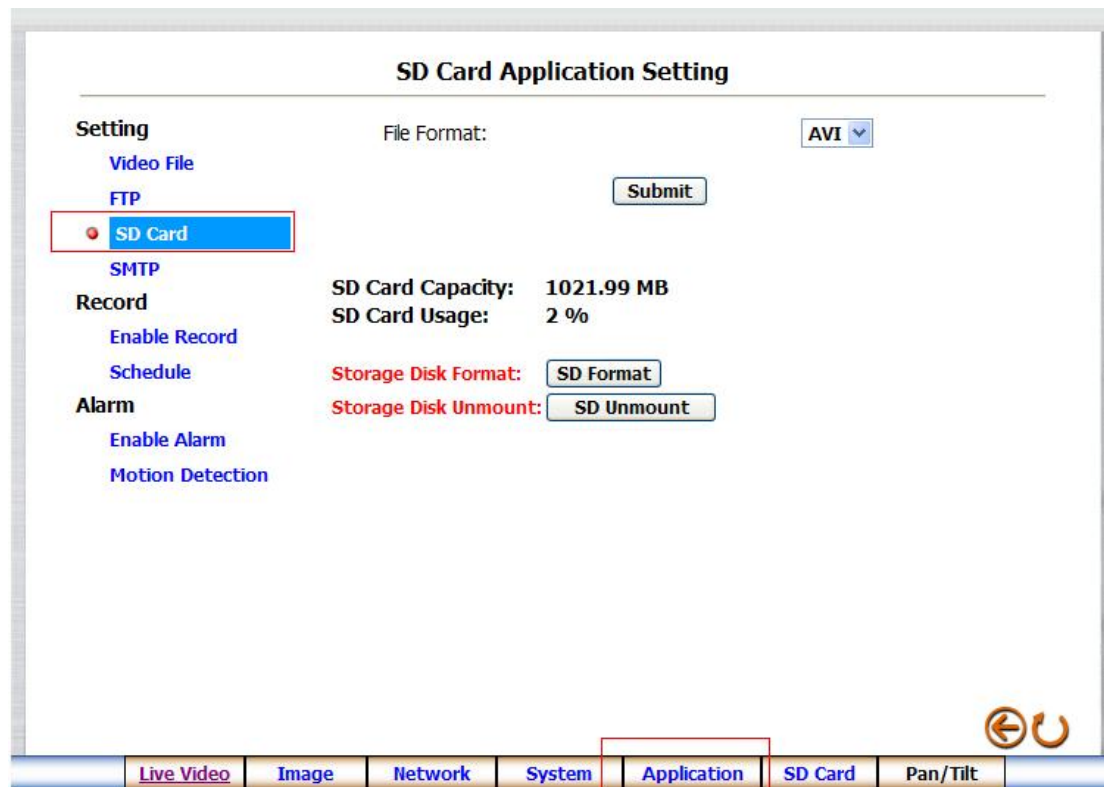 SD Card Application Setting
Setting
File Format: AVI
Video File
Submit
FTP
SD Card
SMTP
SD Card Capacity: 1021.99 MB
Record
SD Card Usage: 2 %
Enable Record
Schedule
Storage Disk Format: SD Format
Alarm
Storage Disk Unmount: SD Unmount
Enable Alarm
Motion Detection
Live Video Image Network System Application SD Card Pan/Tilt